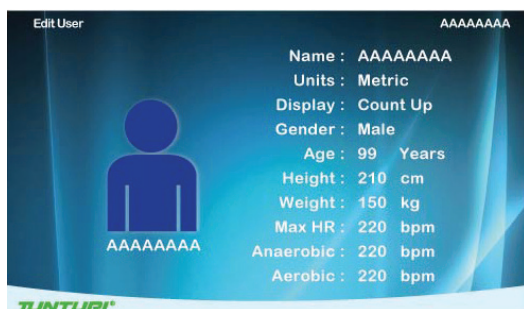 Edit User
AAAAAAAA
Name : AAAAAAAA
Units : Metric
Display : Count Up
Gender : Male
Age : 99 Years
Height : 210 cm
Weight : 150 kg
Max HR : 220 bpm
Anaerobic : 220 bpm
Aerobic : 220 bpm
AAAAAAAA
TUNTURI®